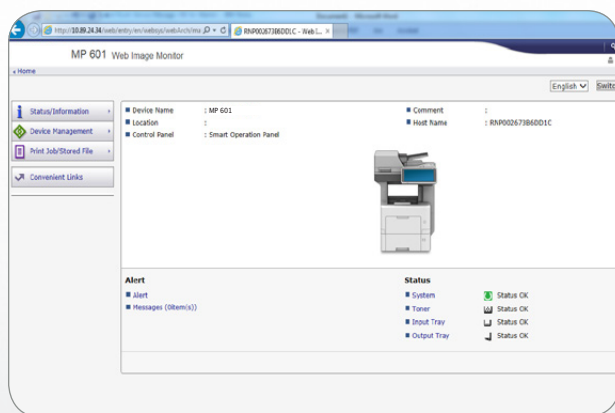 http://10.89.24.34/web/entry/en/websys/webArch/ma
RNP002673B6DD1C - Web I... ×
MP 601 Web Image Monitor
Home
English
Switc
Status/Information
Device Management
Print Job/Stored File
Convenient Links
Device Name : MP 601
Location :
Control Panel : Smart Operation Panel
Comment :
Host Name : RNP002673B6DD1C
Alert
Alert
Messages (0item(s))
Status
System Status OK
Toner Status OK
Input Tray Status OK
Output Tray Status OK